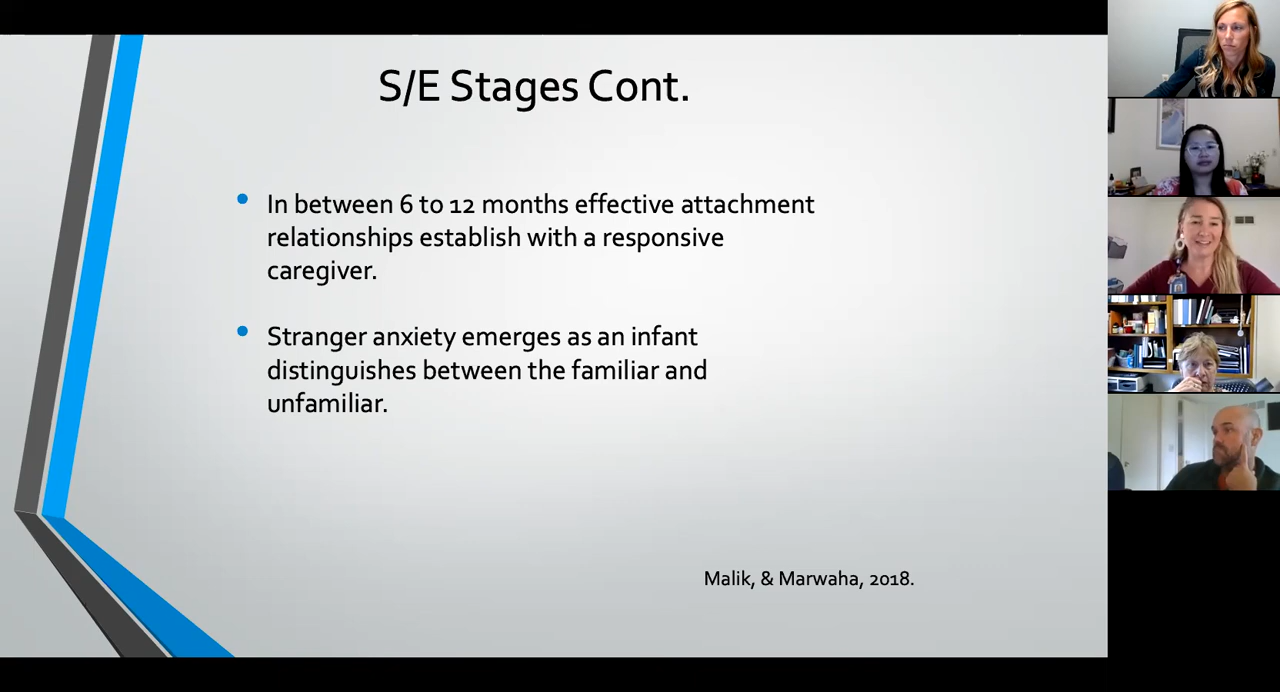 S/E Stages Cont.
In between 6 to 12 months effective attachment
relationships establish with a responsive
caregiver.
Stranger anxiety emerges as an infant
distinguishes between the familiar and
unfamiliar.
Malik, & Marwaha, 2018.